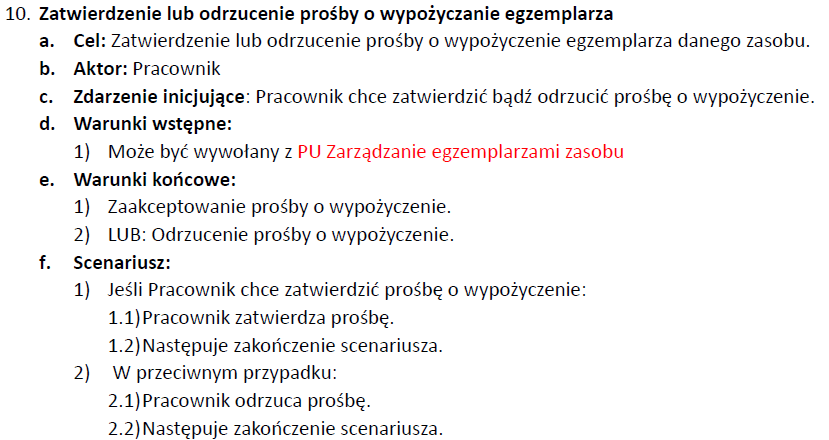 10. Zatwierdzenie lub odrzucenie prośby o wypożyczanie egzemplarza
a. Cel: Zatwierdzenie lub odrzucenie prośby o wypożyczenie egzemplarza danego zasobu.
b. Aktor: Pracownik
c. Zdarzenie inicjujące: Pracownik chce zatwierdzić bądź odrzucić prośbę o wypożyczenie.
d. Warunki wstępne:
1) Może być wywołany z PU Zarządzanie egzemplarzami zasobu
e. Warunki końcowe:
1) Zaakceptowanie prośby o wypożyczenie.
2) LUB: Odrzucenie prośby o wypożyczenie.
f. Scenariusz:
1) Jeśli Pracownik chce zatwierdzić prośbę o wypożyczenie:
1.1)Pracownik zatwierdza prośbę.
1.2)Następuje zakończenie scenariusza.
2) W przeciwnym przypadku:
2.1)Pracownik odrzuca prośbę.
2.2)Następuje zakończenie scenariusza.